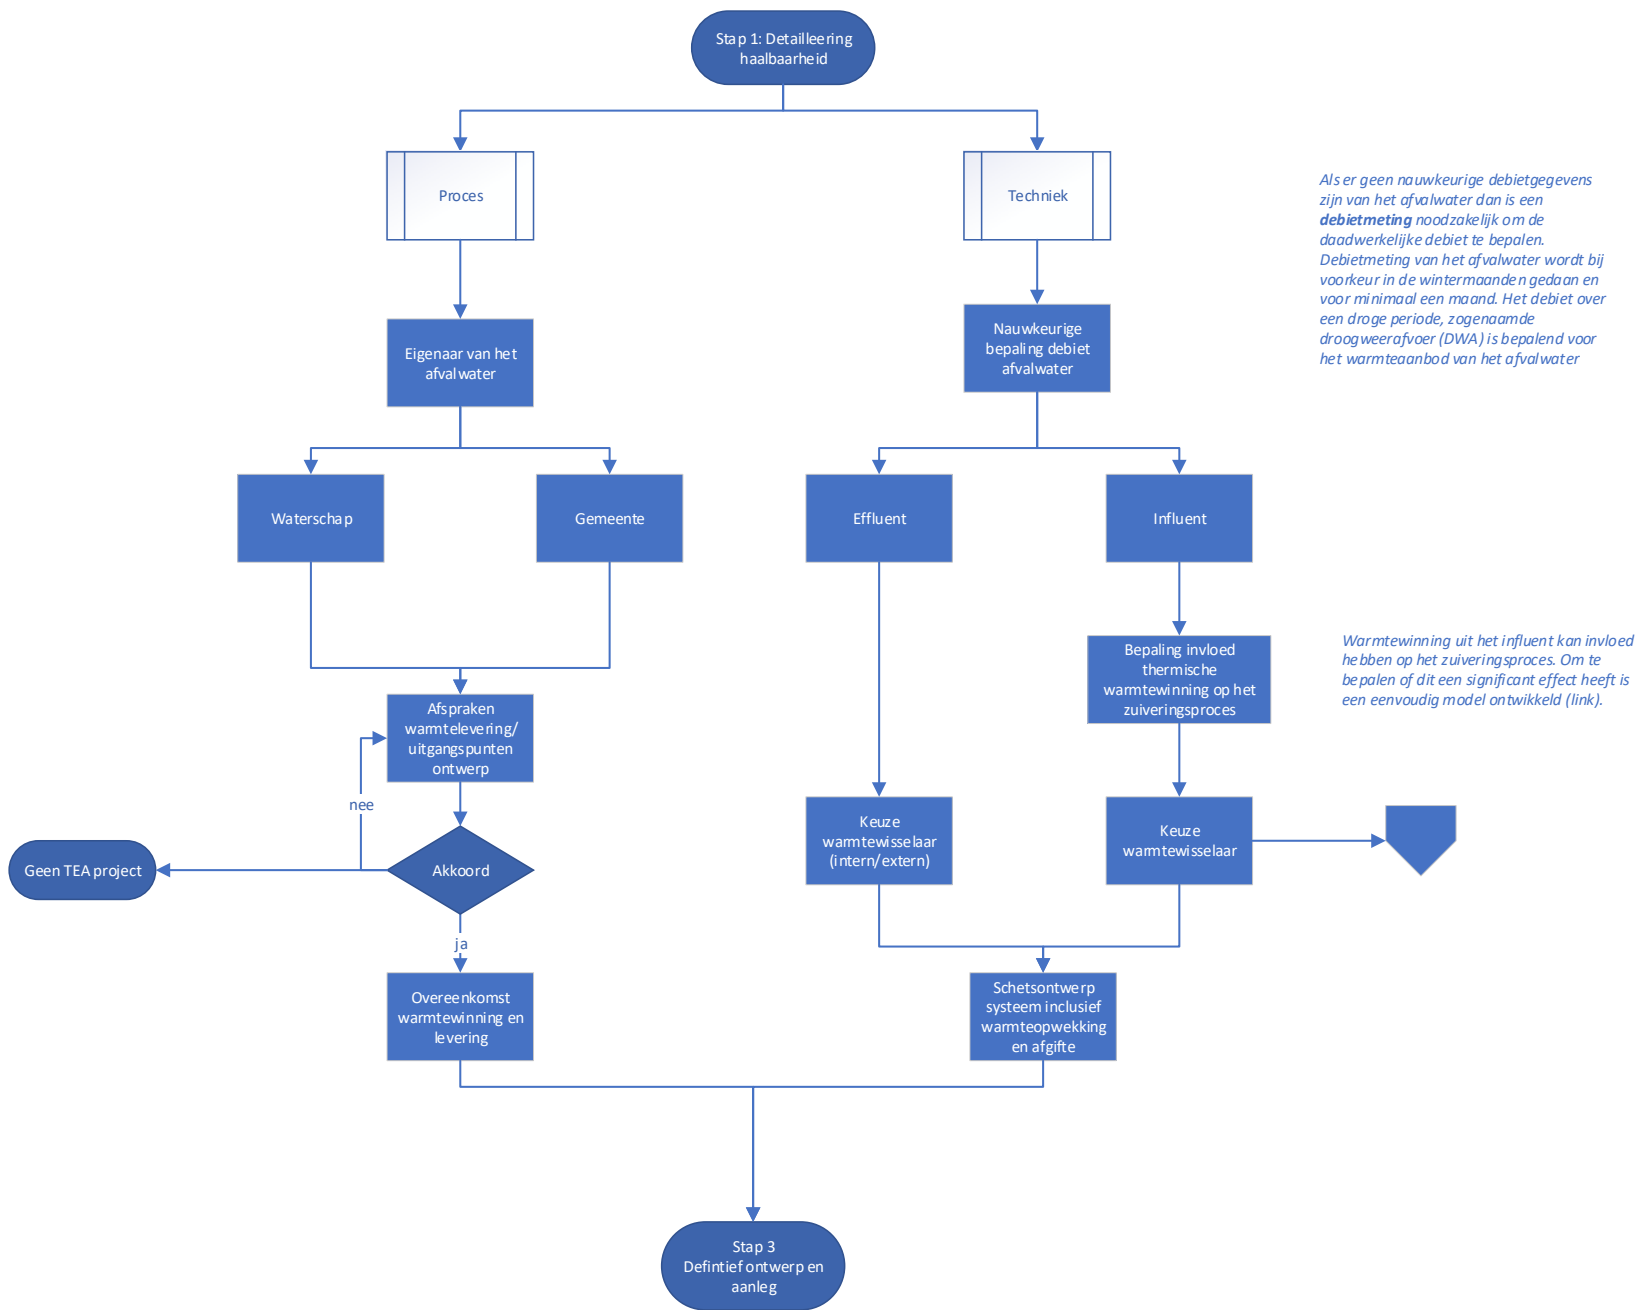 Stap 1: Detailleering
haalbaarheid
Proces
Techniek
Als er geen nauwkeurige debietgegevens
zijn van het afvalwater dan is een
debietmeting noodzakelijk om de
daadwerkelijke debiet te bepalen.
Debietmeting van het afvalwater wordt bij
voorkeur in de wintermaanden gedaan en
voor minimaal een maand. Het debiet over
een droge periode, zogenaamde
droogweerafvoer (DWA) is bepalend voor
het warmteaanbod van het afvalwater
Eigenaar van het
afvalwater
Nauwkeurige
bepaling debiet
afvalwater
Waterschap
Gemeente
Effluent
Influent
Bepaling invloed
thermische
warmtewinning op het
zuiveringsproces
Warmtewinning uit het influent kan invloed
hebben op het zuiveringsproces. Om te
bepalen of dit een significant effect heeft is
een eenvoudig model ontwikkeld (link).
Afspraken
warmtelevering/
uitgangspunten
ontwerp
nee
Geen TEA project
Akkoord
Keuze
warmtewisselaar
(intern/extern)
Keuze
warmtewisselaar
ja
Overeenkomst
warmtewinning en
levering
Schetsontwerp
systeem inclusief
warmteopwekking
en afgifte
Stap 3
Defintief ontwerp en
aanleg